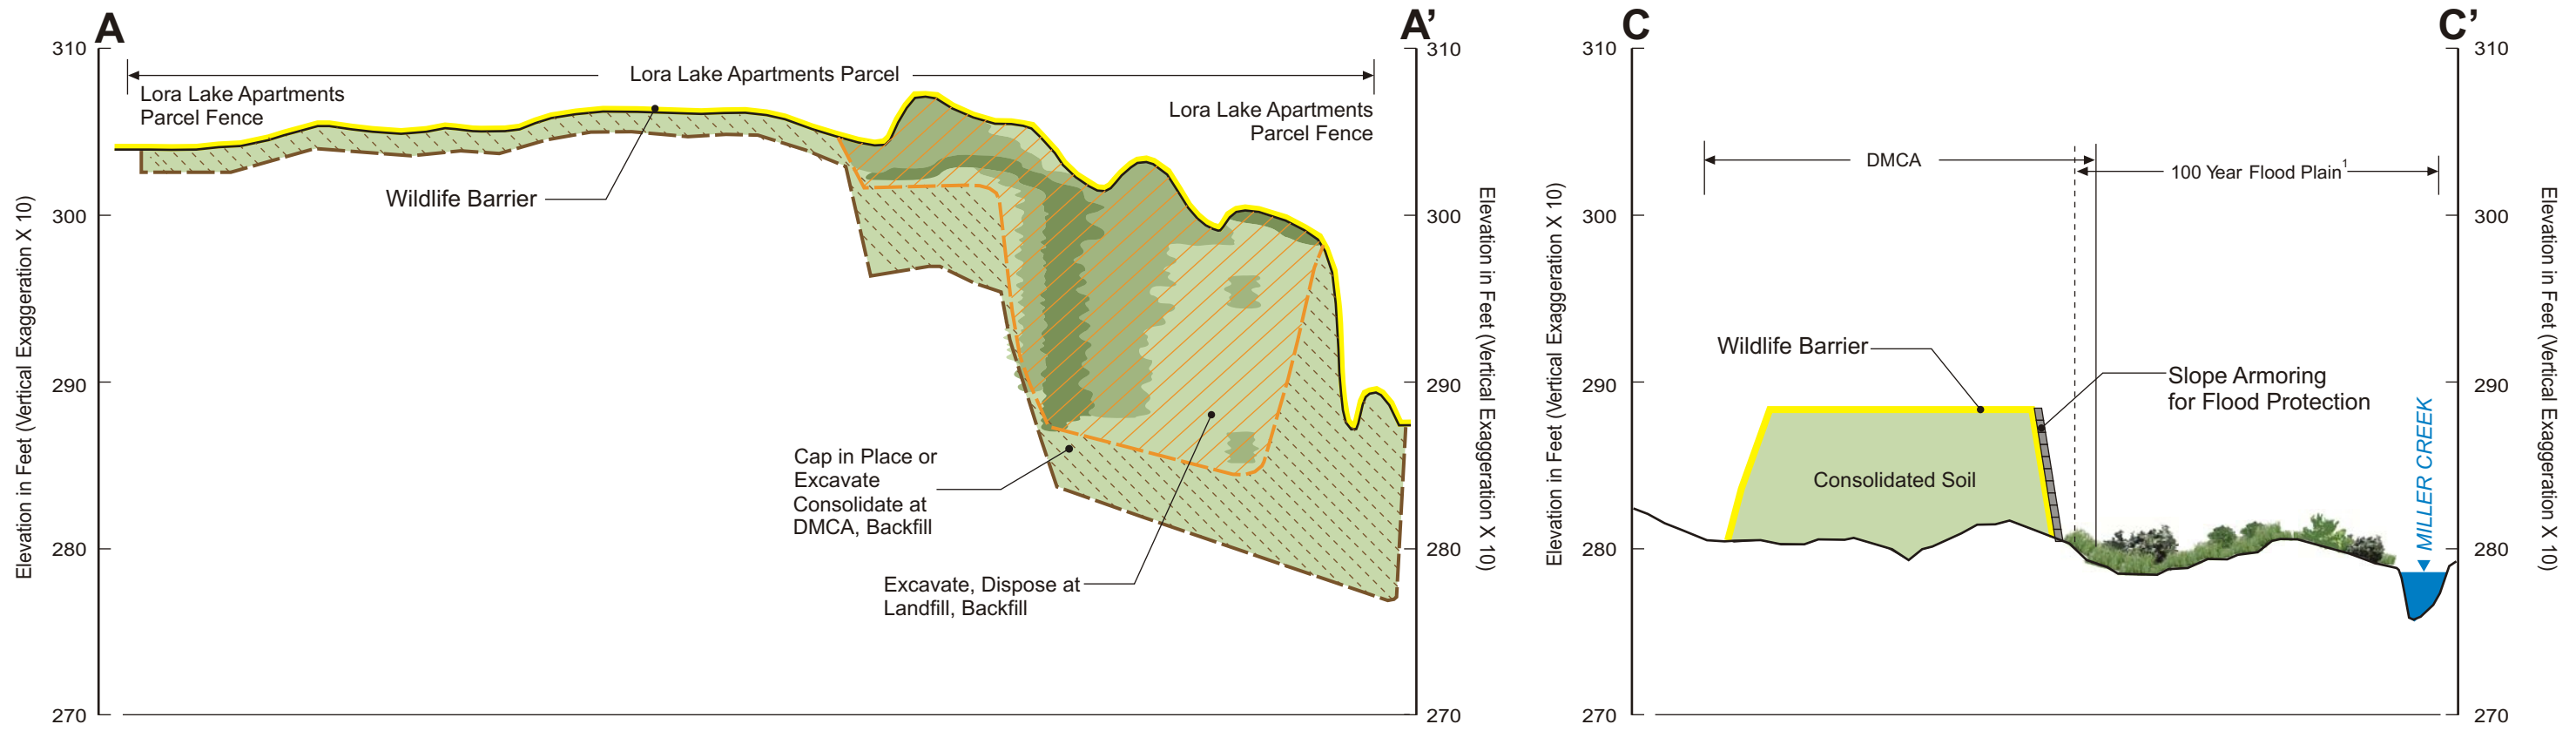 A
A'
310
300
290
280
270
Elevation in Feet (Vertical Exaggeration X 10)
Lora Lake Apartments Parcel
Lora Lake Apartments
Parcel Fence
Lora Lake Apartments
Parcel Fence
Wildlife Barrier
Cap in Place or
Excavate
Consolidate at
DMCA, Backfill
Excavate, Dispose at
Landfill, Backfill
310
300
290
280
270
Elevation in Feet (Vertical Exaggeration X 10)
C
C'
310
300
290
280
270
Elevation in Feet (Vertical Exaggeration X 10)
DMCA
100 Year Flood Plain¹
Wildlife Barrier
Slope Armoring
for Flood Protection
Consolidated Soil
MILLER CREEK
310
300
290
280
270
Elevation in Feet (Vertical Exaggeration X 10)